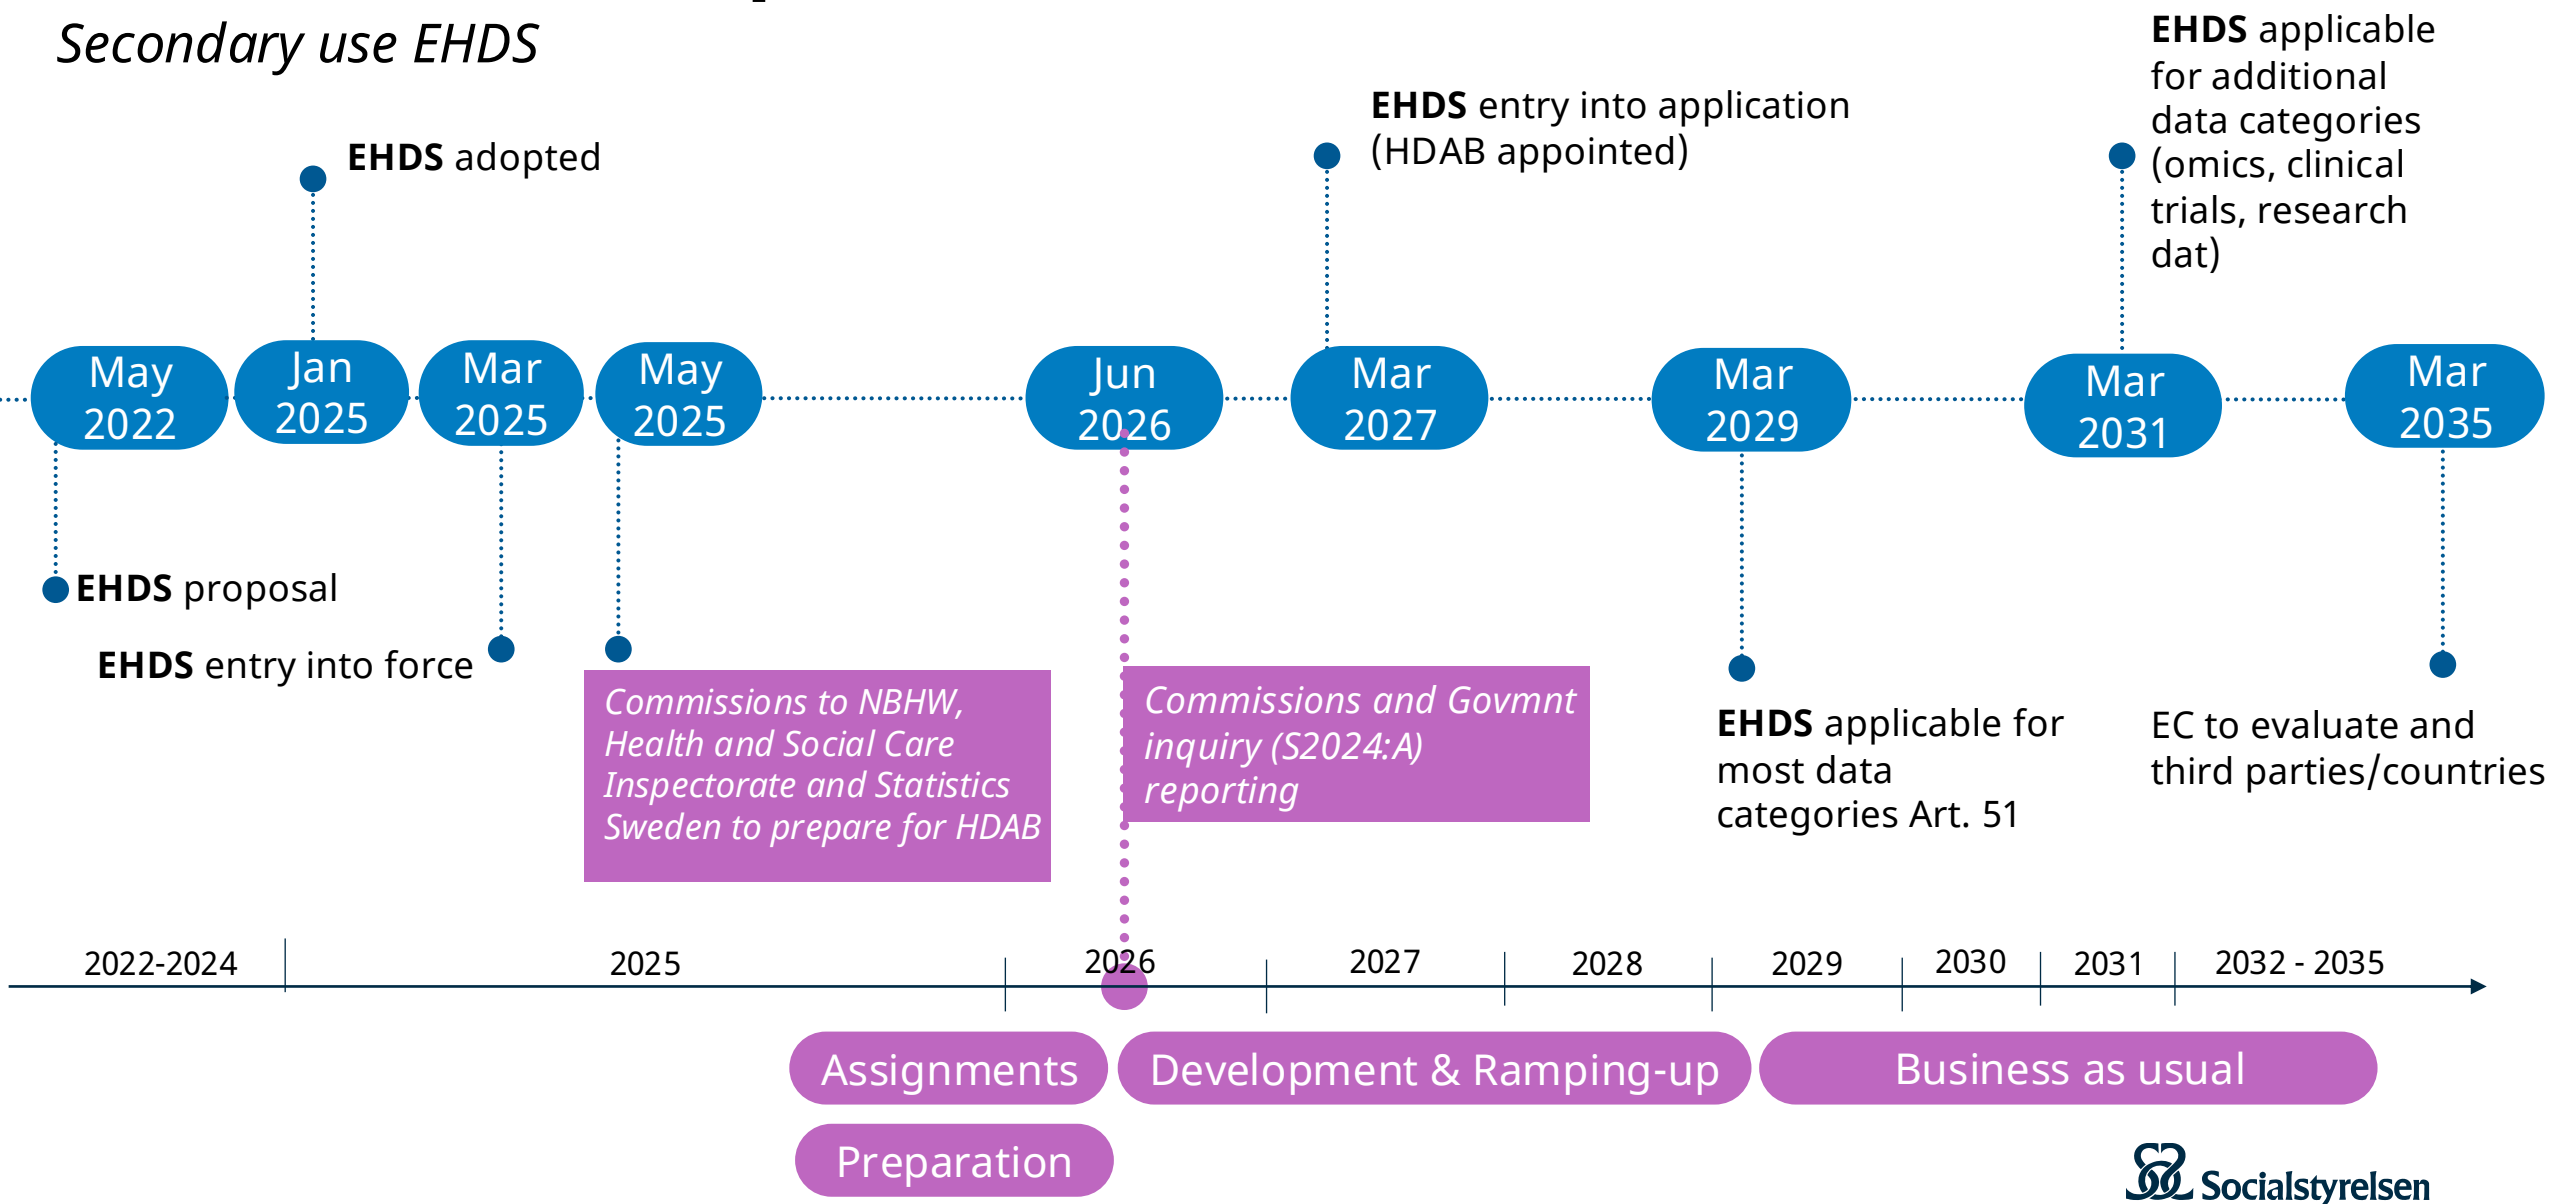 Secondary use EHDS
EHDS adopted
EHDS entry into application
(HDAB appointed)
EHDS applicable
for additional
data categories
(omics, clinical
trials, research
dat)
May
2022
Jan
2025
Mar
2025
May
2025
Jun
2026
Mar
2027
Mar
2029
Mar
2031
Mar
2035
EHDS proposal
EHDS entry into force
Commissions to NBHW,
Health and Social Care
Inspectorate and Statistics
Sweden to prepare for HDAB
Commissions and Govmnt
inquiry (S2024:A)
reporting
EHDS applicable for
most data
categories Art. 51
EC to evaluate and
third parties/countries
2022-2024
2025
2026
2027
2028
2029
2030
2031
2032 - 2035
Assignments
Development & Ramping-up
Business as usual
Preparation
Socialstyrelsen